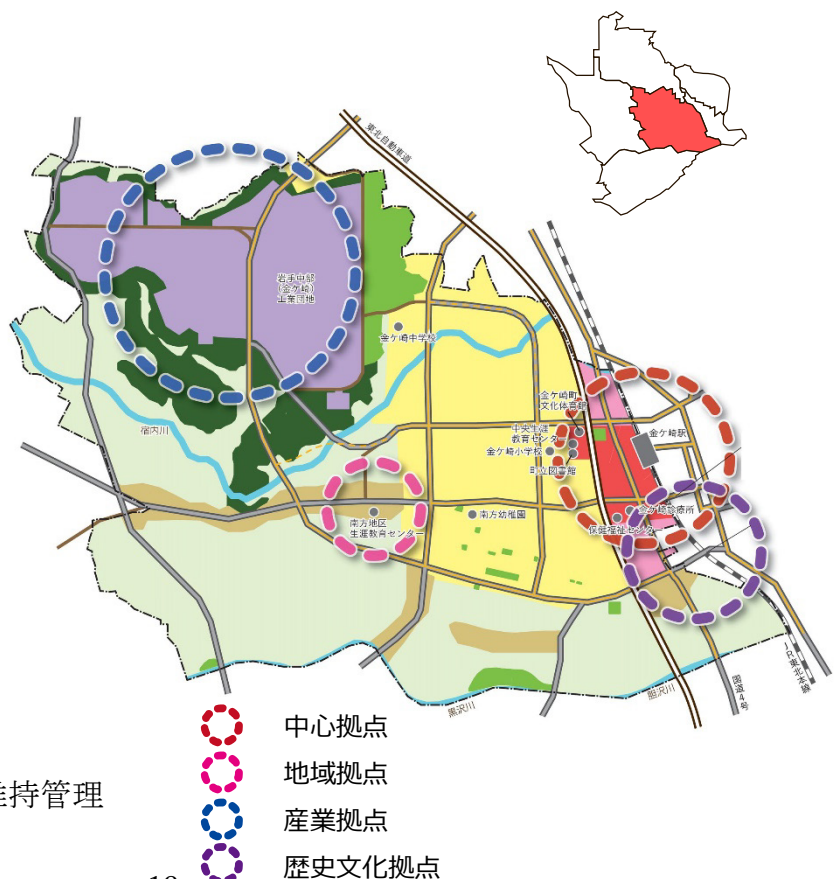 東北自動車道
岩手中部
(金ケ崎)
工業団地
金ケ崎中学校
金ケ崎町
文化体育館
中央生涯
教育センター
金ケ崎駅
金ケ崎小学校
町立図書館
宿内川
南方地区
生涯教育センター
南方幼稚園
金ケ崎診療所
保健福祉センター
JR東北本線
国道4号
胆沢川
黒沢川
中心拠点
地域拠点
産業拠点
歴史文化拠点
維持管理